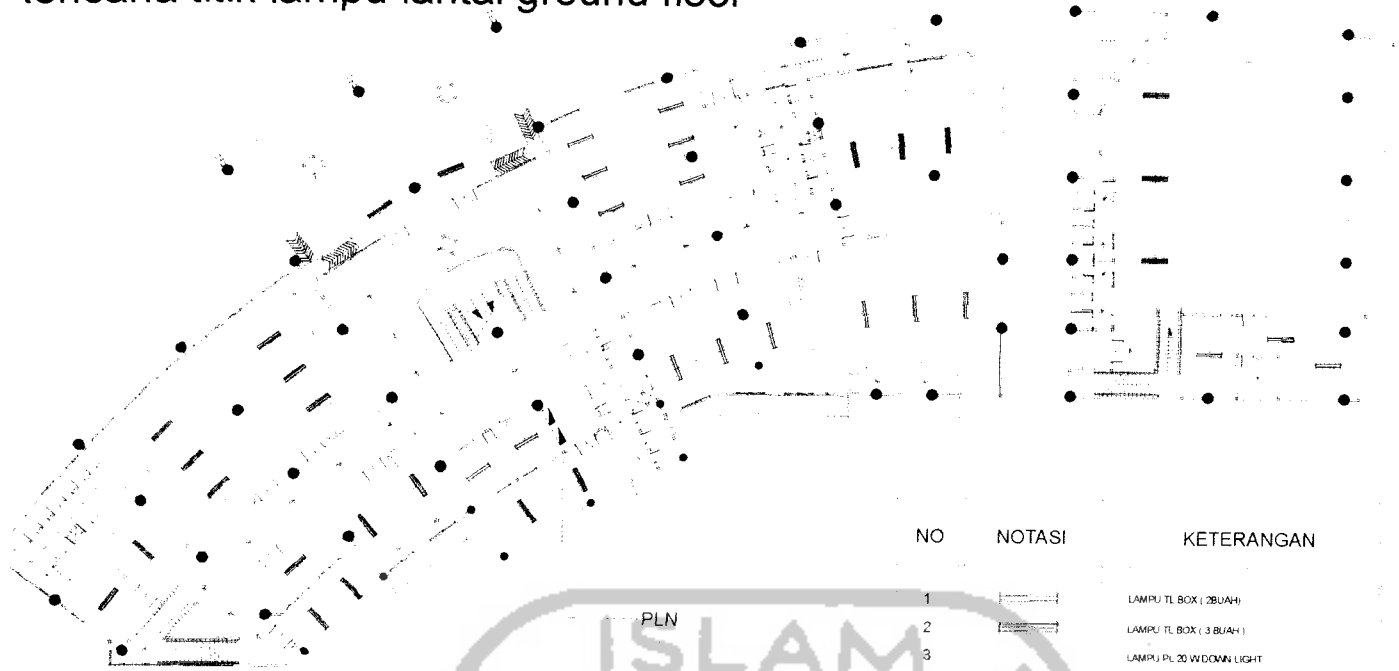 rencana titik lampu lantai ground floor
NO NOTASI KETERANGAN
1 LAMPU TL BOX ( 2BUAH)
PLN
ISLAM
2 LAMPU TL BOX ( 3 BUAH )
3 LAMPU PL 20 W DOWN LIGHT